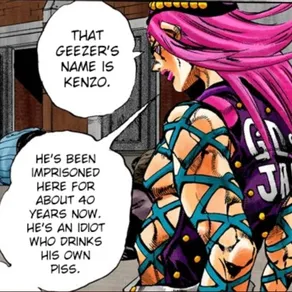 THAT
GEEZER'S
NAME IS
KENZO.
HE'S BEEN
IMPRISONED
HERE FOR
ABOUT 40
YEARS NOW.
HE'S AN IDIOT
WHO DRINKS
HIS OWN
PISS.